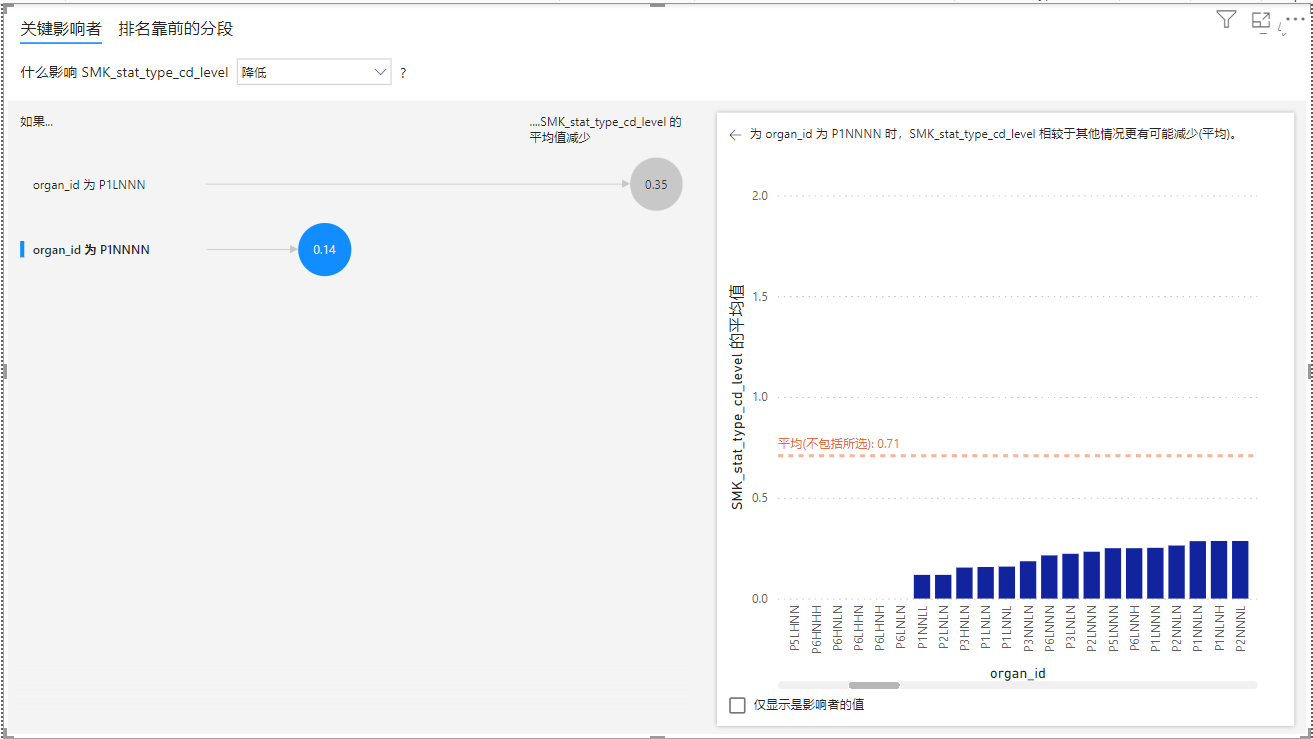 关键影响者 排名靠前的分段
什么影响 SMK_stat_type_cd_level 降低 ?
如果...
....SMK_stat_type_cd_level 的
平均值减少
organ_id 为 P1LNNN
0.35
organ_id 为 P1NNNN
0.14
← 为 organ_id 为 P1NNNN 时，SMK_stat_type_cd_level 相较于其他情况更有可能减少(平均)。
SMK_stat_type_cd_level 的平均值
2.0
1.5
1.0
平均(不包括所选): 0.71
0.5
0.0
P5LHNN
P6HNHH
P6HNLN
P6LHHN
P6LHNH
P6LNLN
P1NNLL
P2LNLN
P3HNLN
P1LNLN
P1LNNL
P3NNLN
P6LNNN
P3LNLN
P2LNNN
P5LNNN
P6LNNH
P1LNNN
P2NNLN
P1NNLN
P1NLNH
P2NNNL
organ_id
仅显示是影响者的值